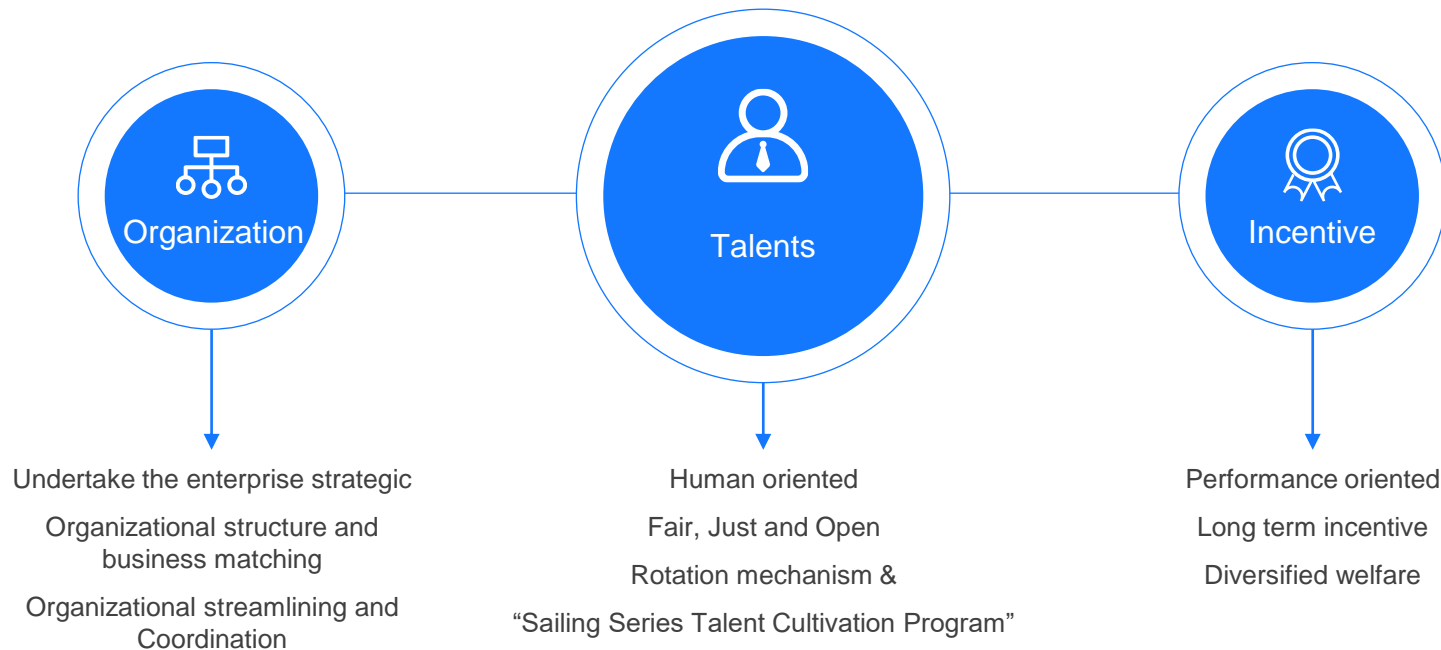 Organization
Talents
Incentive
Undertake the enterprise strategic
Organizational structure and
business matching
Organizational streamlining and
Coordination
Human oriented
Fair, Just and Open
Rotation mechanism &
“Sailing Series Talent Cultivation Program”
Performance oriented
Long term incentive
Diversified welfare